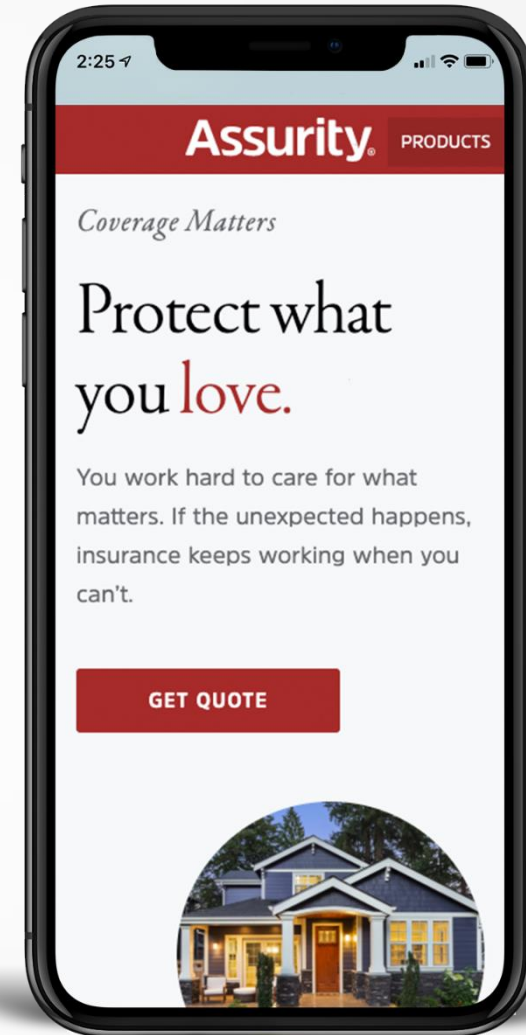 2:25
Assurity®
PRODUCTS
Coverage Matters
Protect what
you love.
You work hard to care for what
matters. If the unexpected happens,
insurance keeps working when you
can't.
GET QUOTE